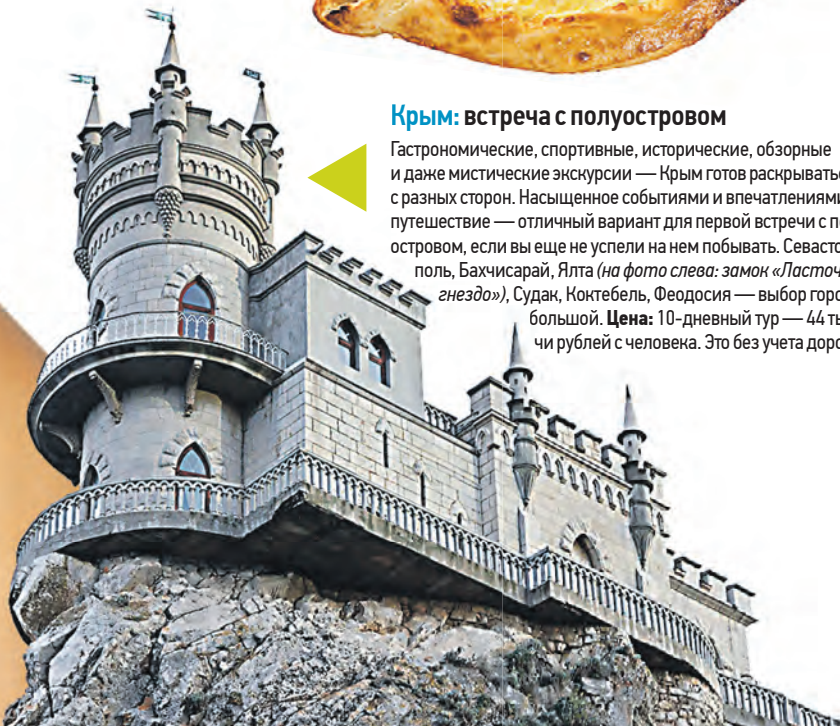 Крым: встреча с полуостровом
Гастрономические, спортивные, исторические, обзорные
и даже мистические экскурсии — Крым готов раскрывать
с разных сторон. Насыщенное событиями и впечатлениями
путешествие — отличный вариант для первой встречи с п
островом, если вы еще не успели на нем побывать. Севасто
поль, Бахчисарай, Ялта (на фото слева: замок «Ласточ
гнездо»), Судак, Коктебель, Феодосия — выбор горо
большой. Цена: 10-дневный тур — 44 ты
чи рублей с человека. Это без учета доро